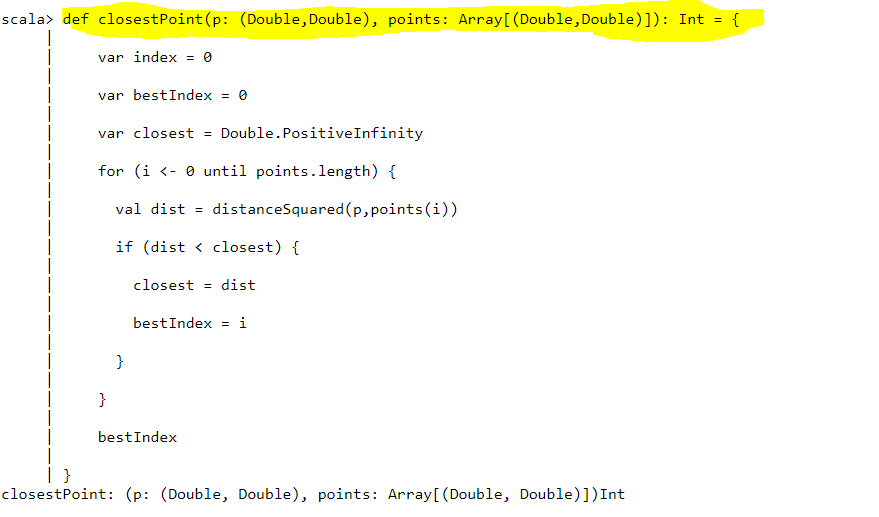 scala> def closestPoint(p: (Double,Double), points: Array[(Double,Double)]): Int = {
     |
     |     var index = 0
     |
     |     var bestIndex = 0
     |
     |     var closest = Double.PositiveInfinity
     |
     |     for (i <- 0 until points.length) {
     |
     |       val dist = distanceSquared(p,points(i))
     |
     |       if (dist < closest) {
     |
     |         closest = dist
     |
     |         bestIndex = i
     |
     |       }
     |
     |     }
     |
     |     bestIndex
     |
     | }
closestPoint: (p: (Double, Double), points: Array[(Double, Double)])Int